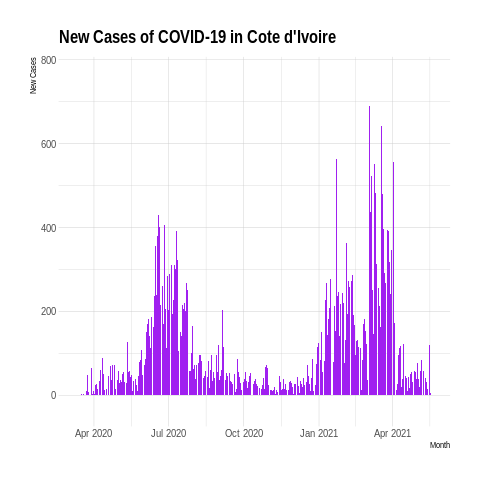 New Cases of COVID-19 in Cote d'Ivoire
New Cases
800
600
400
200
0
Apr 2020 Jul 2020 Oct 2020 Jan 2021 Apr 2021
Month